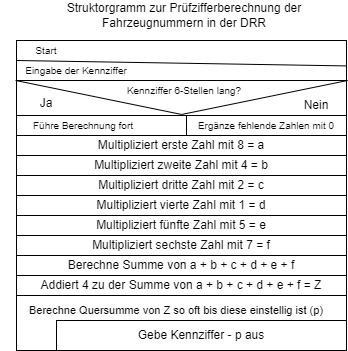 Struktorgramm zur Prüfzifferberechnung der
Fahrzeugnummern in der DRR
Start
Eingabe der Kennziffer
Kennziffer 6-Stellen lang?
Ja
Nein
Führe Berechnung fort
Ergänze fehlende Zahlen mit 0
Multipliziert erste Zahl mit 8 = a
Multipliziert zweite Zahl mit 4 = b
Multipliziert dritte Zahl mit 2 = c
Multipliziert vierte Zahl mit 1 = d
Multipliziert fünfte Zahl mit 5 = e
Multipliziert sechste Zahl mit 7 = f
Berechne Summe von a + b + c + d + e + f
Addiert 4 zu der Summe von a + b + c + d + e + f = Z
Berechne Quersumme von Z so oft bis diese einstellig ist (p)
Gebe Kennziffer - p aus